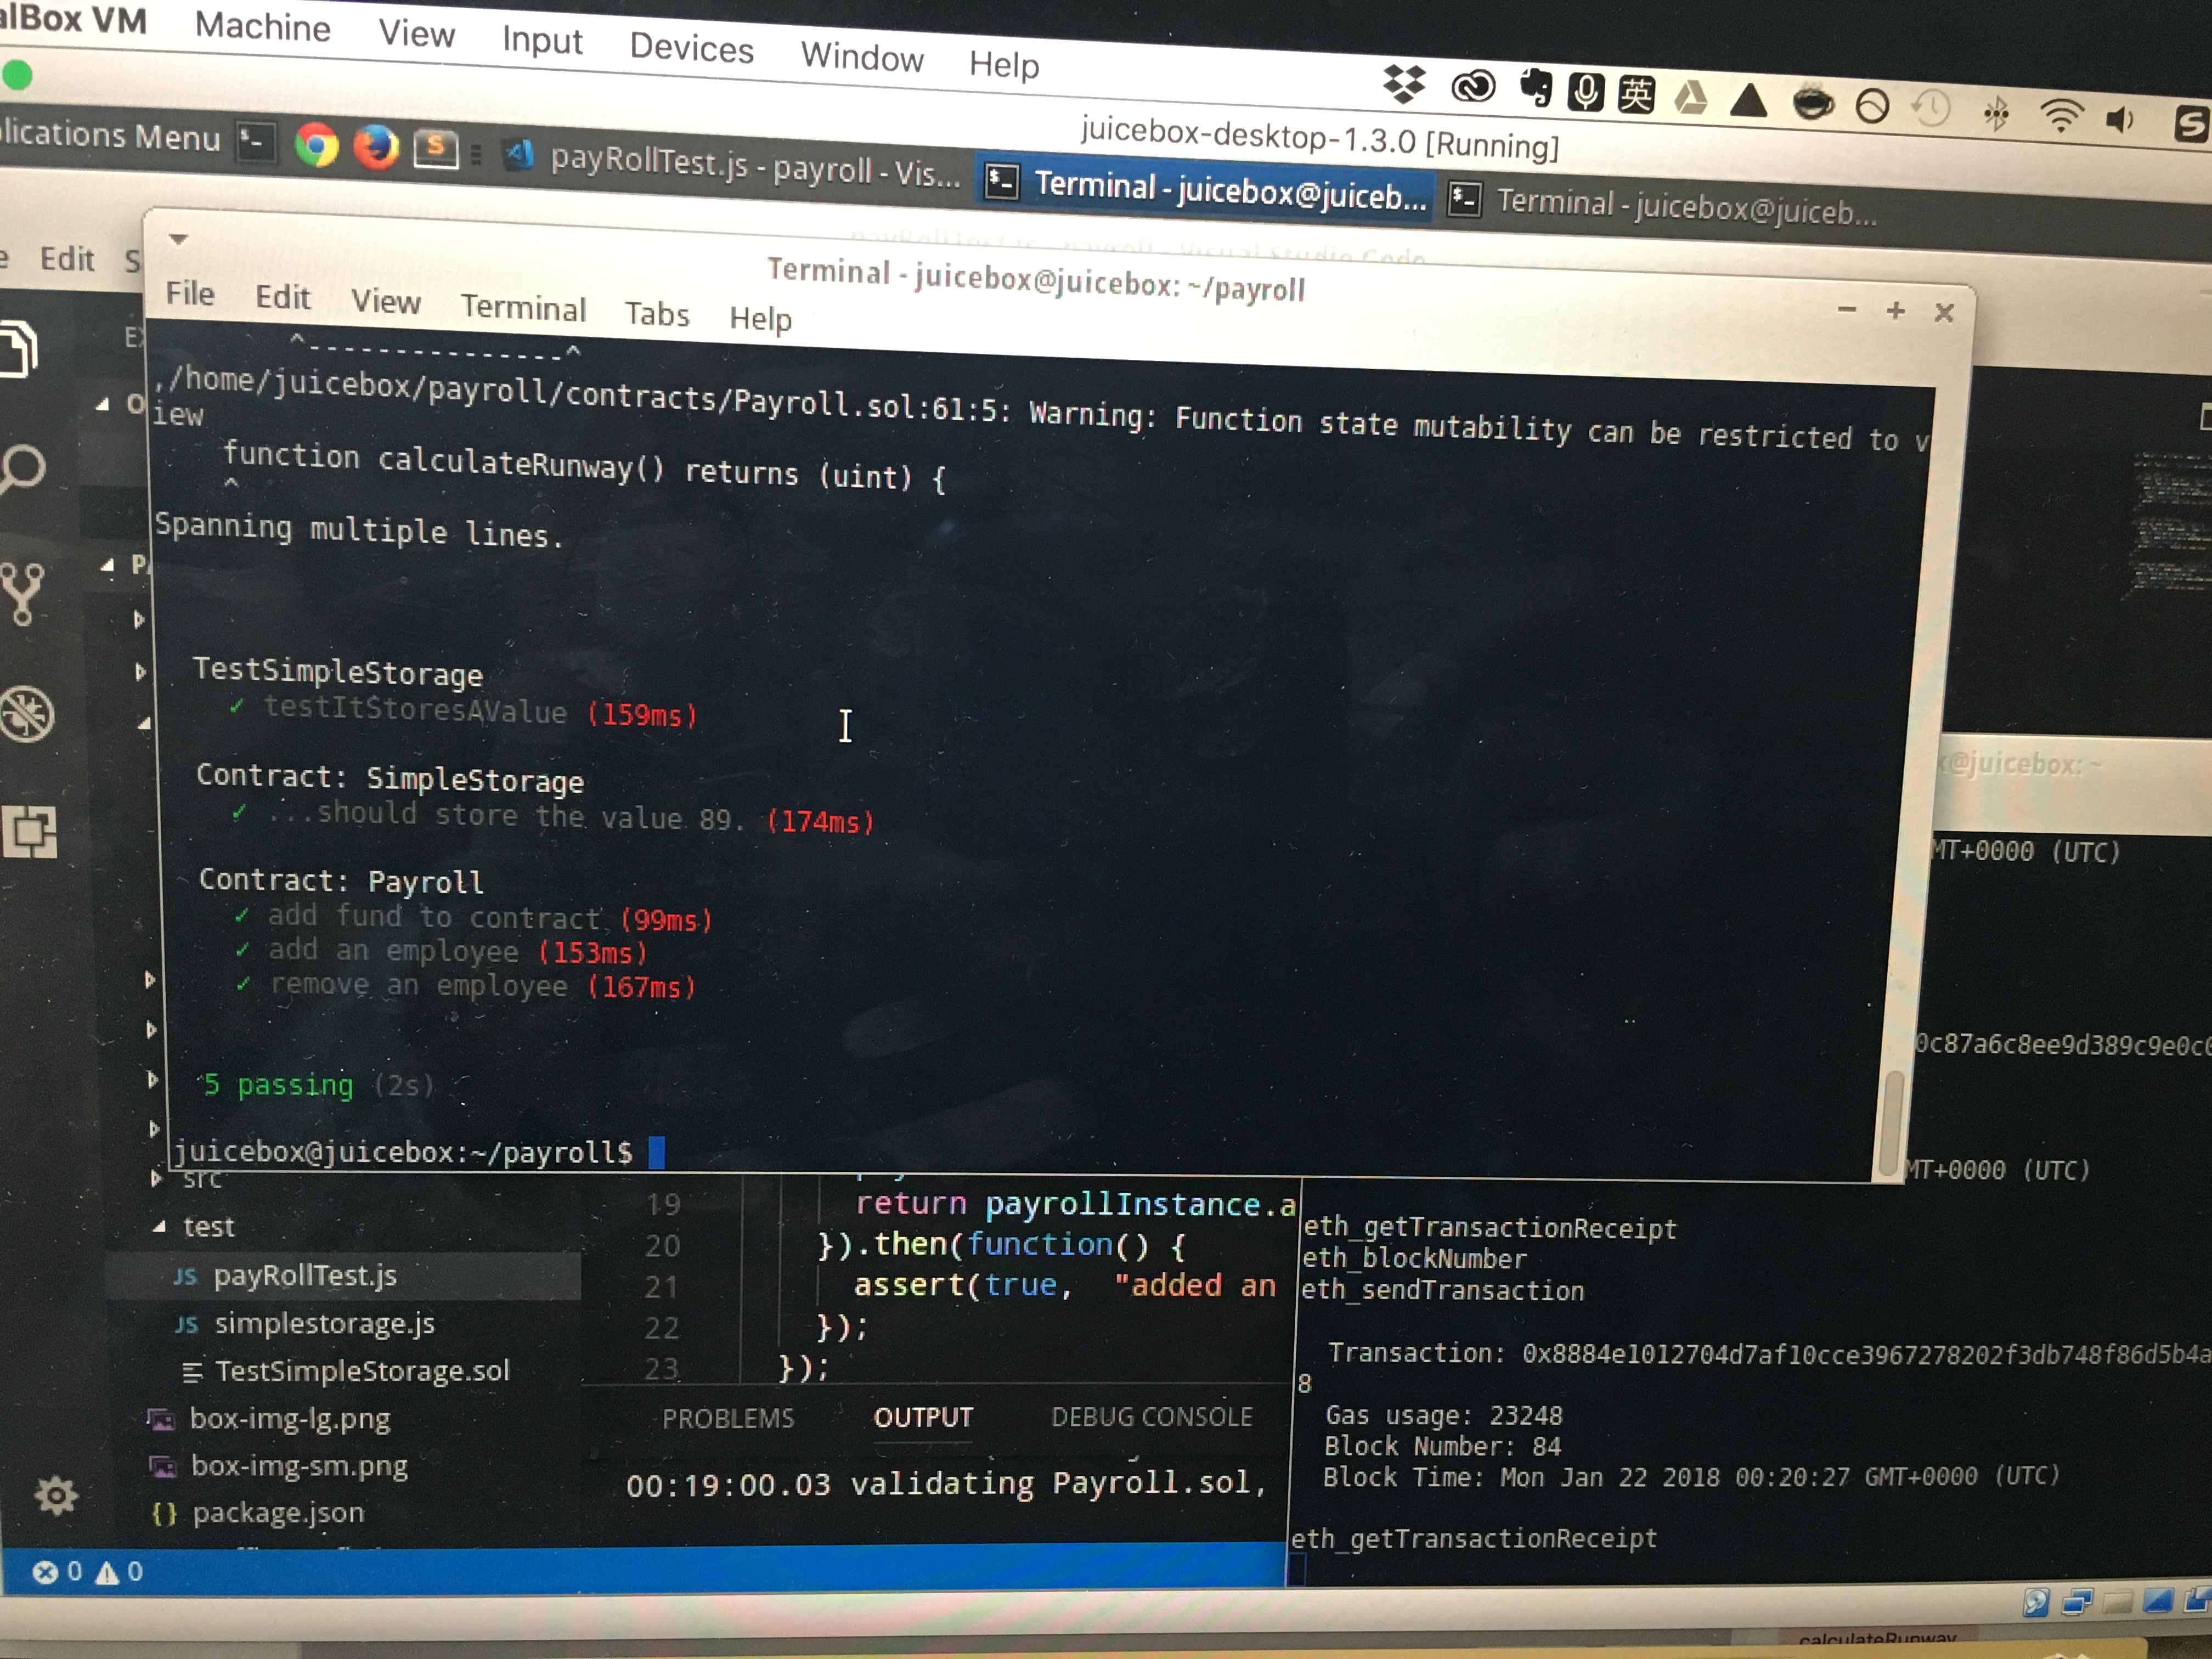 alBox VM Machine View Input Devices Window Help
英
juicebox-desktop-1.3.0 [Running]
lications Menu payRollTest.js - payroll - Vis... Terminal - juicebox@juiceb... Terminal - juicebox@juiceb...
Edit S
Terminal - juicebox@juicebox: ~/payroll
File Edit View Terminal Tabs Help
^---------------^
,/home/juicebox/payroll/contracts/Payroll.sol:61:5: Warning: Function state mutability can be restricted to v
iew
function calculateRunway() returns (uint) {
^
Spanning multiple lines.
TestSimpleStorage
✓ testItStoresAValue (159ms)
Contract: SimpleStorage
✓ ...should store the value 89. (174ms)
Contract: Payroll
✓ add fund to contract (99ms)
✓ add an employee (153ms)
✓ remove an employee (167ms)
5 passing (2s)
juicebox@juicebox:~/payroll$
src
test
payRollTest.js
simplestorage.js
TestSimpleStorage.sol
box-img-lg.png
box-img-sm.png
package.json
19 return payrollInstance.a
20 }).then(function() {
21 assert(true, "added an
22 });
23 });
PROBLEMS OUTPUT DEBUG CONSOLE
00:19:00.03 validating Payroll.sol,
0 0
@juicebox: ~
MT+0000 (UTC)
0c87a6c8ee9d389c9e0c
MT+0000 (UTC)
eth_getTransactionReceipt
eth_blockNumber
eth_sendTransaction
Transaction: 0x8884e1012704d7af10cce3967278202f3db748f86d5b4a
8
Gas usage: 23248
Block Number: 84
Block Time: Mon Jan 22 2018 00:20:27 GMT+0000 (UTC)
eth_getTransactionReceipt
calculateRunway